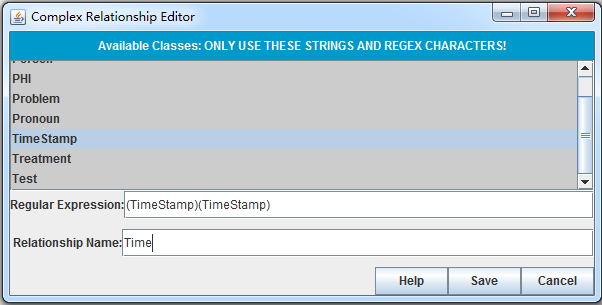 Complex Relationship Editor
Available Classes: ONLY USE THESE STRINGS AND REGEX CHARACTERS!
Person
PHI
Problem
Pronoun
TimeStamp
Treatment
Test
Regular Expression: (TimeStamp)(TimeStamp)
Relationship Name: Time
Help Save Cancel